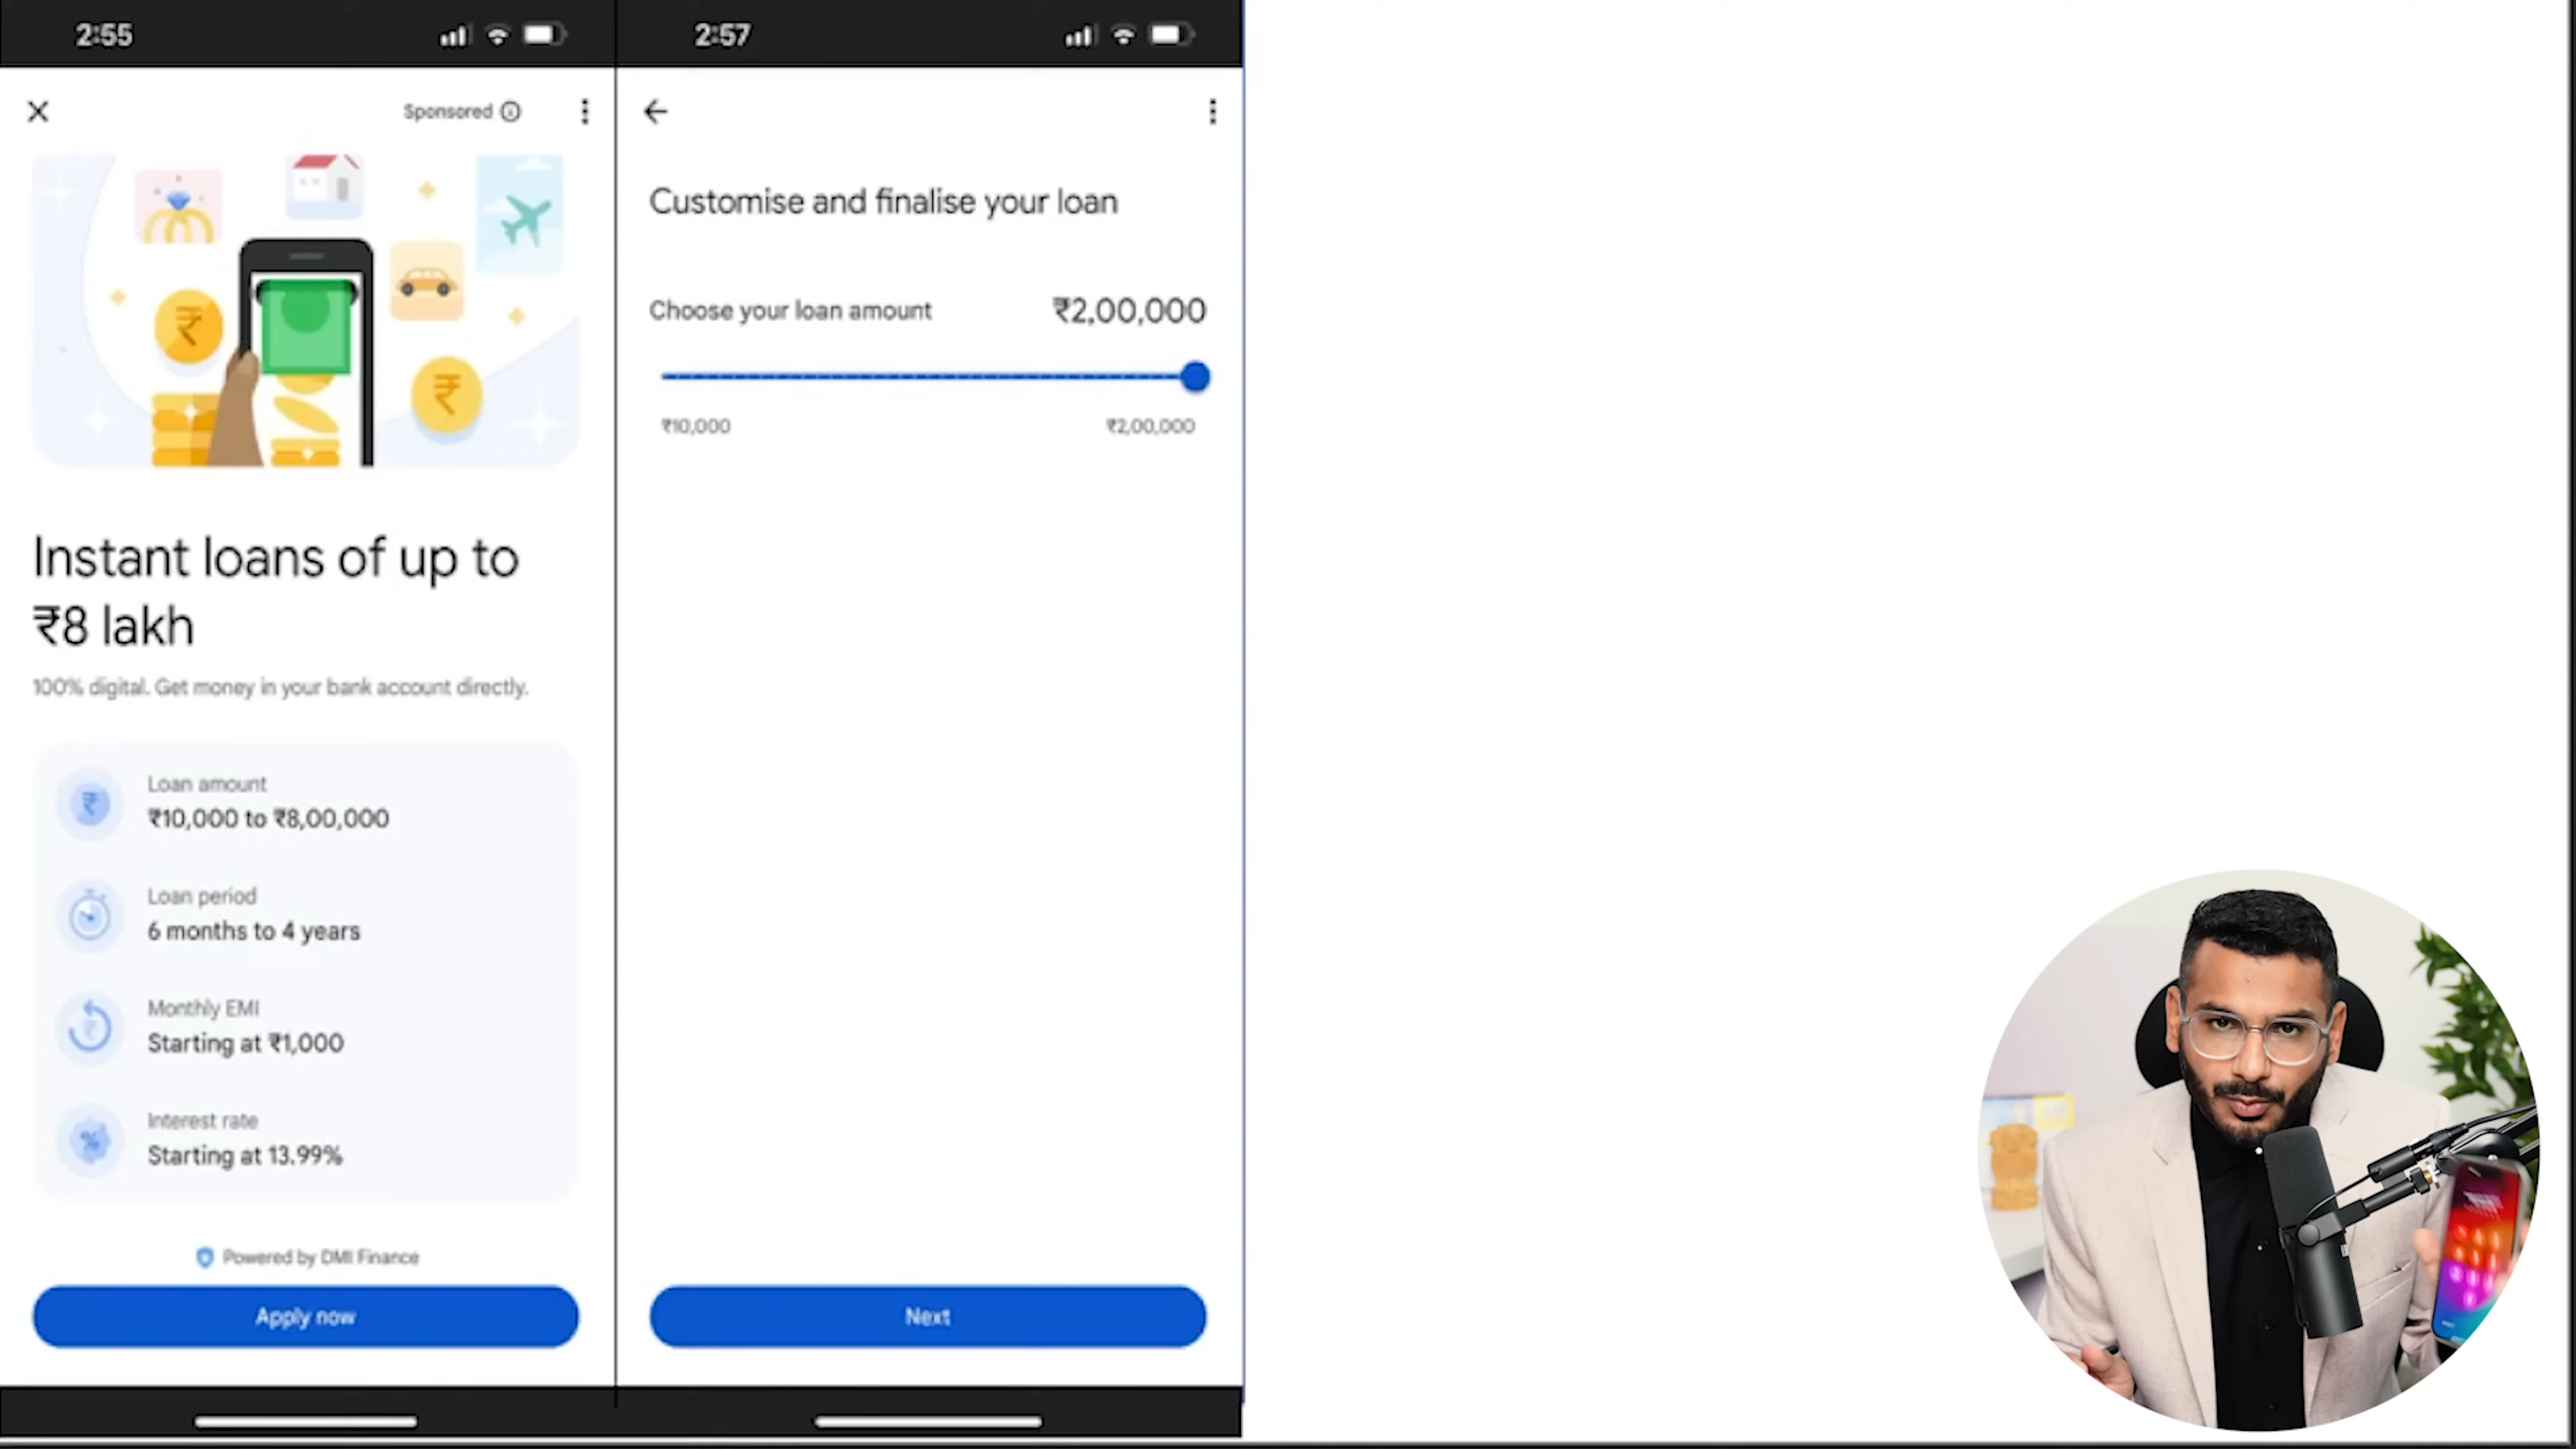 2:55
Sponsored
Instant loans of up to
₹8 lakh
100% digital. Get money in your bank account directly.
Loan amount
₹10,000 to ₹8,00,000
Loan period
6 months to 4 years
Monthly EMI
Starting at ₹1,000
Interest rate
Starting at 13.99%
Powered by DMI Finance
Apply now
2:57
Customise and finalise your loan
Choose your loan amount ₹2,00,000
₹10,000 ₹2,00,000
Next